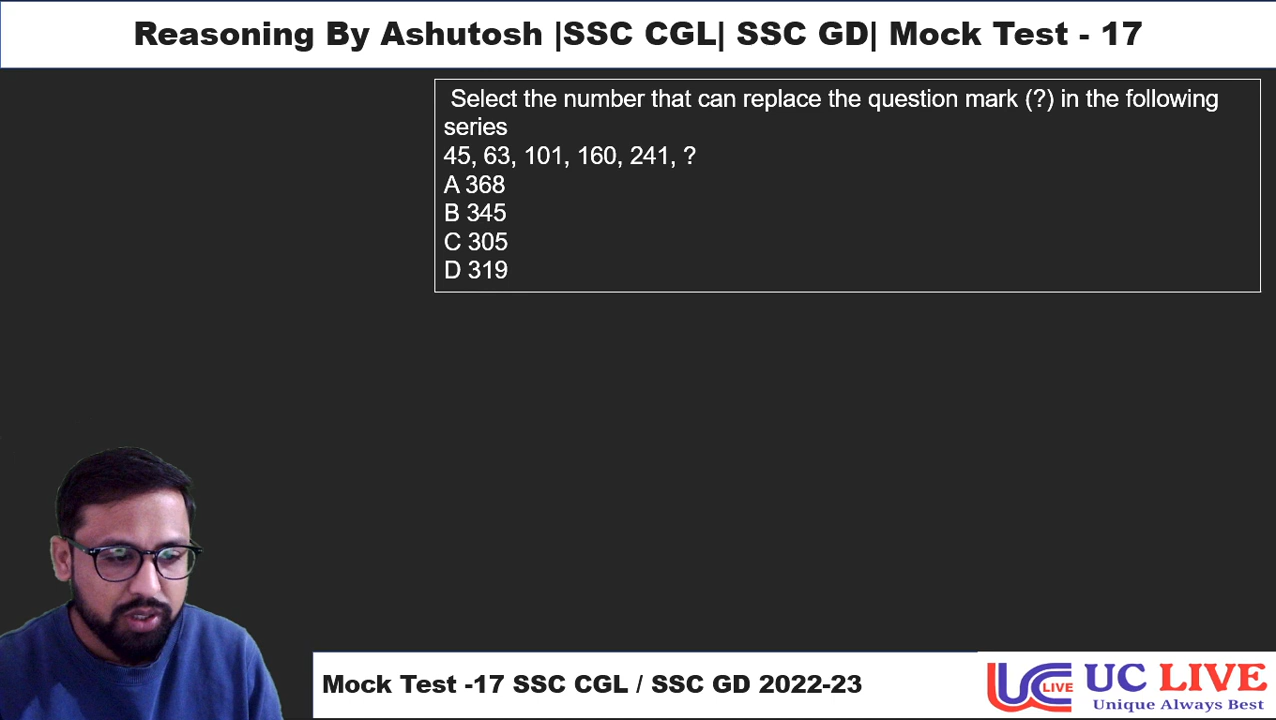 Reasoning By Ashutosh |SSC CGL| SSC GD| Mock Test - 17
Select the number that can replace the question mark (?) in the following
series
45, 63, 101, 160, 241, ?
A 368
B 345
C 305
D 319
Mock Test -17 SSC CGL / SSC GD 2022-23
UC LIVE
UC LIVE
Unique Always Best